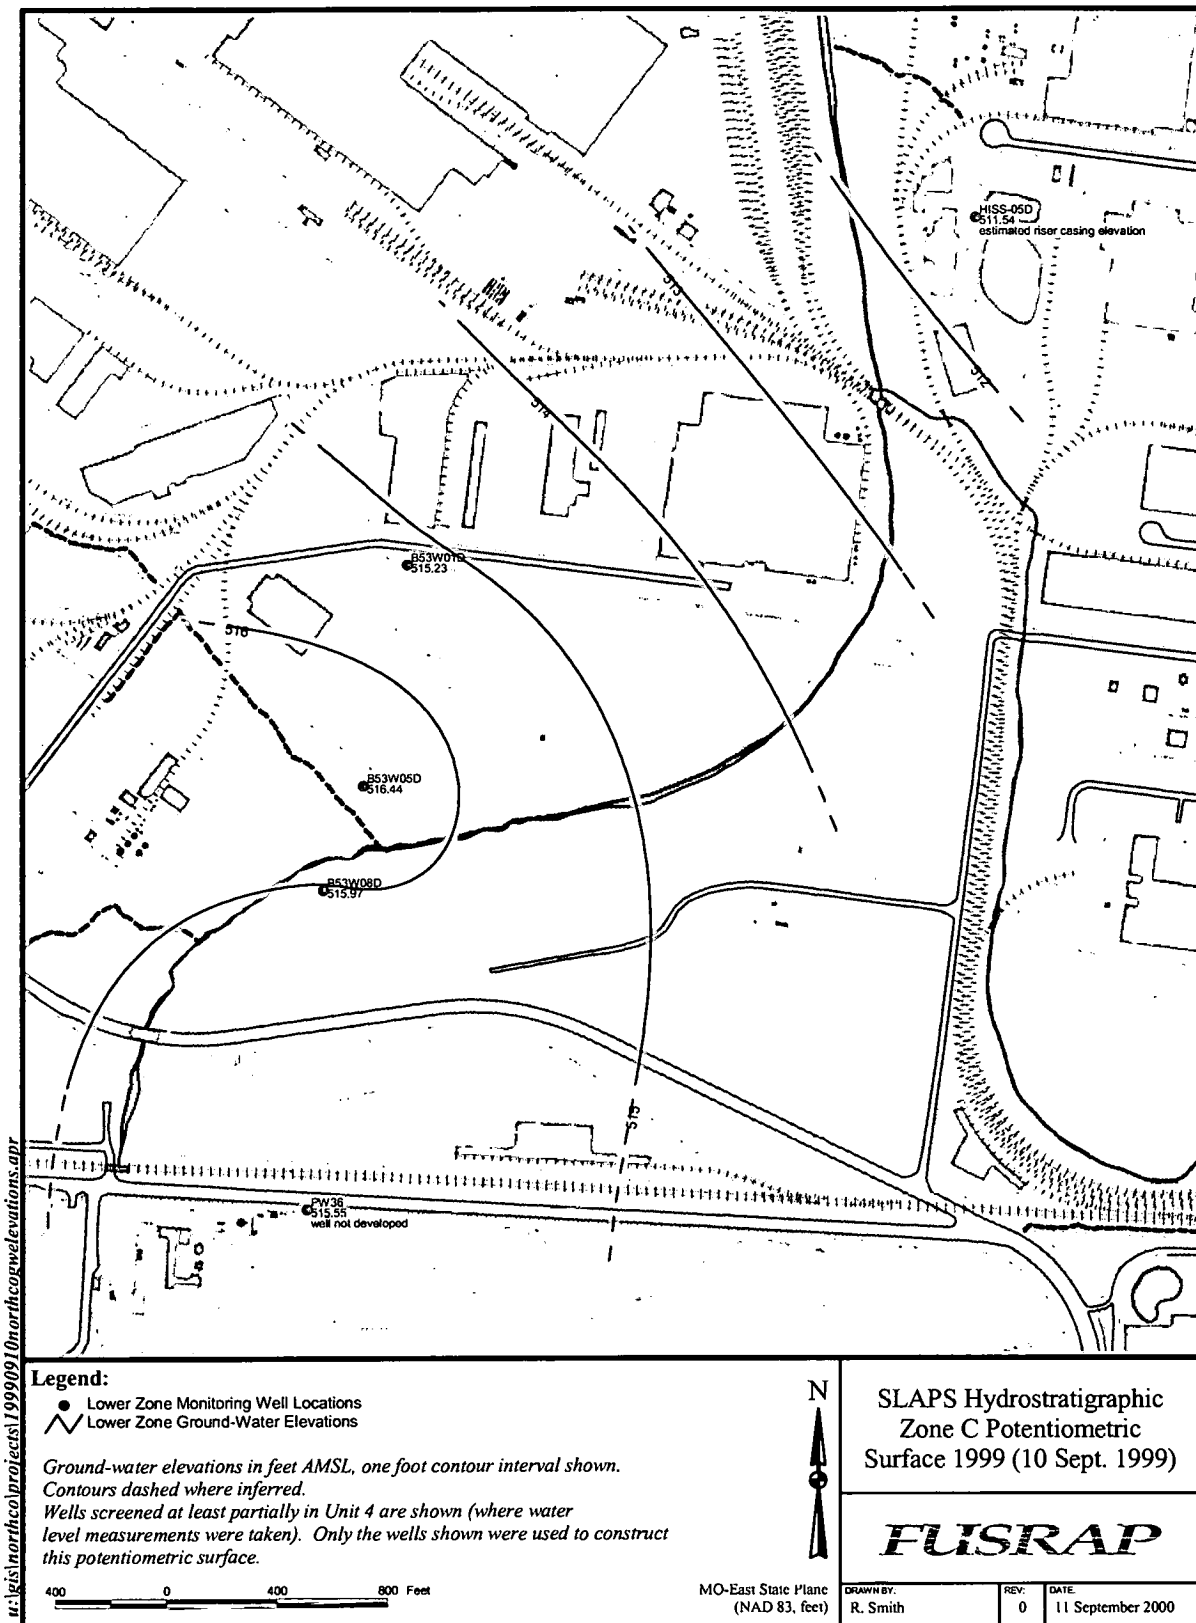 HISS-05D
511.54
estimated riser casing elevation
513
512
514
B53W01D
515.23
516
B53W05D
516.44
B53W08D
515.97
515
PW36
515.55
well not developed
u:\gis\northco\projects\19990910northcogwelevations.apr
Legend:
Lower Zone Monitoring Well Locations
Lower Zone Ground-Water Elevations
Ground-water elevations in feet AMSL, one foot contour interval shown.
Contours dashed where inferred.
Wells screened at least partially in Unit 4 are shown (where water
level measurements were taken). Only the wells shown were used to construct
this potentiometric surface.
400 0 400 800 Feet
N
MO-East State Plane
(NAD 83, feet)
SLAPS Hydrostratigraphic
Zone C Potentiometric
Surface 1999 (10 Sept. 1999)
FUSRAP
DRAWN BY:
R. Smith
REV:
0
DATE:
11 September 2000